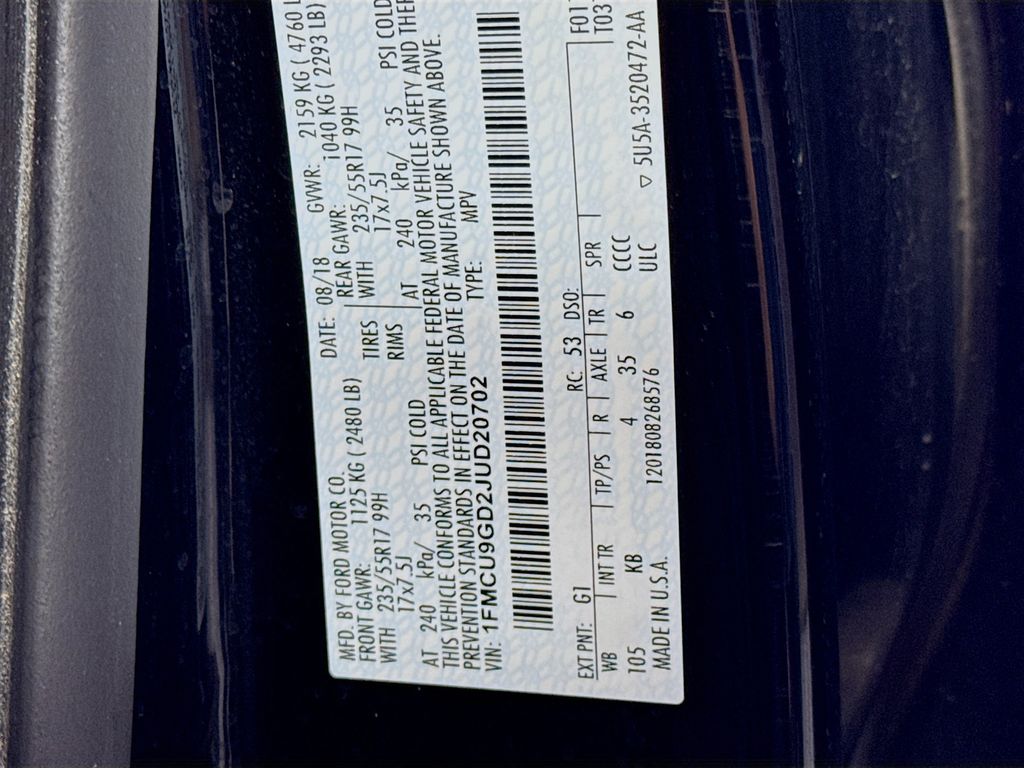 MFD. BY FORD MOTOR CO.
DATE: 08/18 GVWR: 2159 KG ( 4760 L
FRONT GAWR: 1125 KG ( 2480 LB) REAR GAWR: 1040 KG ( 2293 LB)
WITH 235/55R17 99H TIRES WITH 235/55R17 99H
17x7.5J RIMS 17x7.5J
AT 240 kPa/ 35 PSI COLD AT 240 kPa/ 35 PSI COLD
THIS VEHICLE CONFORMS TO ALL APPLICABLE FEDERAL MOTOR VEHICLE SAFETY AND THEF
PREVENTION STANDARDS IN EFFECT ON THE DATE OF MANUFACTURE SHOWN ABOVE.
VIN: 1FMCU9GD2JUD20702 TYPE: MPV
EXT PNT: G1 RC: 53 DSO: F01
WB INT TR TP/PS R AXLE TR SPR T03
105 KB 4 35 6 CCCC
ULC
MADE IN U.S.A. 1201808268576 ▽ 5U5A-3520472-AA